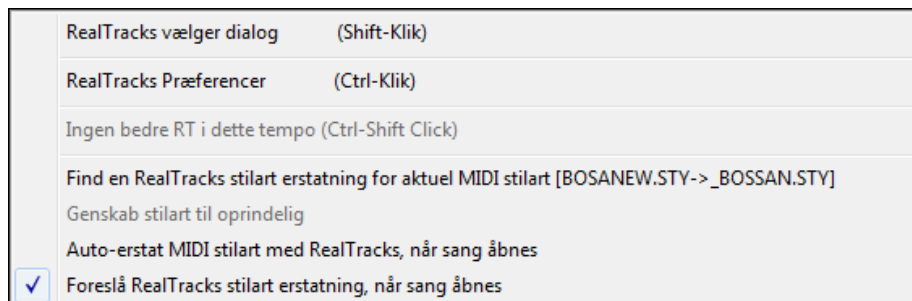 RealTracks vælger dialog (Shift-Klik)
RealTracks Præferencer (Ctrl-Klik)
Ingen bedre RT i dette tempo (Ctrl-Shift Click)
Find en RealTracks stilart erstatning for aktuel MIDI stilart [BOSANEW.STY->_BOSSAN.STY]
Genskab stilart til oprindelig
Auto-erstat MIDI stilart med RealTracks, når sang åbnes
Foreslå RealTracks stilart erstatning, når sang åbnes